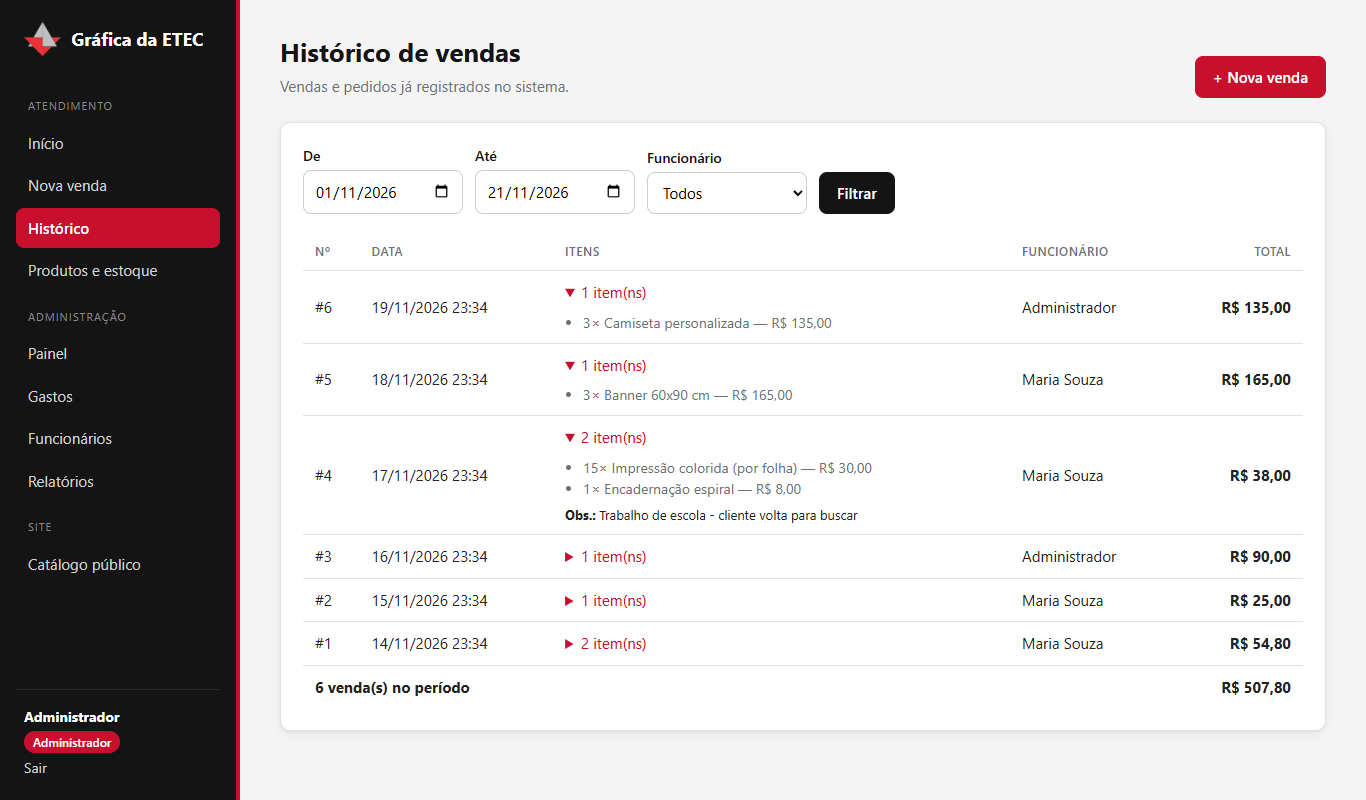 Gráfica da ETEC
ATENDIMENTO
Início
Nova venda
Histórico
Produtos e estoque
ADMINISTRAÇÃO
Painel
Gastos
Funcionários
Relatórios
SITE
Catálogo público
Administrador
Administrador
Sair
Histórico de vendas
Vendas e pedidos já registrados no sistema.
+ Nova venda
De Até Funcionário
01/11/2026 21/11/2026 Todos Filtrar
Nº DATA ITENS FUNCIONÁRIO TOTAL
#6 19/11/2026 23:34 ▼ 1 item(ns) Administrador R$ 135,00
• 3× Camiseta personalizada — R$ 135,00
#5 18/11/2026 23:34 ▼ 1 item(ns) Maria Souza R$ 165,00
• 3× Banner 60x90 cm — R$ 165,00
#4 17/11/2026 23:34 ▼ 2 item(ns) Maria Souza R$ 38,00
• 15× Impressão colorida (por folha) — R$ 30,00
• 1× Encadernação espiral — R$ 8,00
Obs.: Trabalho de escola - cliente volta para buscar
#3 16/11/2026 23:34 ▶ 1 item(ns) Administrador R$ 90,00
#2 15/11/2026 23:34 ▶ 1 item(ns) Maria Souza R$ 25,00
#1 14/11/2026 23:34 ▶ 2 item(ns) Maria Souza R$ 54,80
6 venda(s) no período R$ 507,80